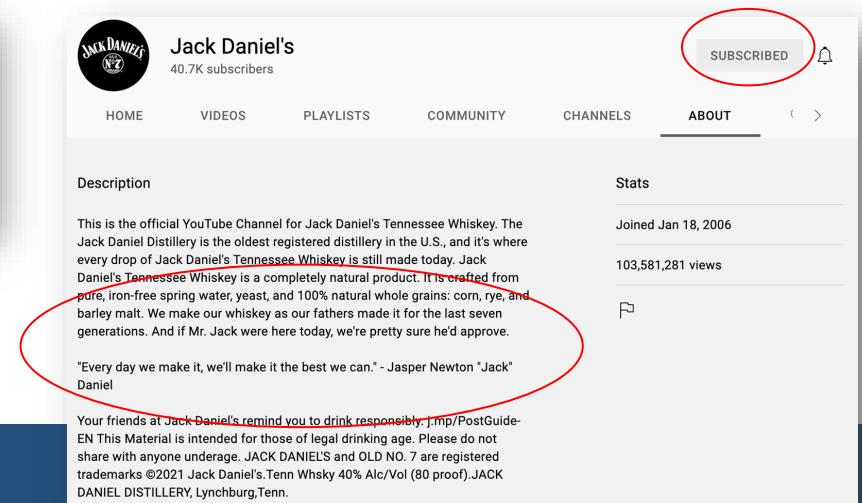 JACK DANIEL'S
OLD
Nº7
BRAND
Jack Daniel's
40.7K subscribers
SUBSCRIBED
HOME VIDEOS PLAYLISTS COMMUNITY CHANNELS ABOUT
Description
This is the official YouTube Channel for Jack Daniel's Tennessee Whiskey. The
Jack Daniel Distillery is the oldest registered distillery in the U.S., and it's where
every drop of Jack Daniel's Tennessee Whiskey is still made today. Jack
Daniel's Tennessee Whiskey is a completely natural product. It is crafted from
pure, iron-free spring water, yeast, and 100% natural whole grains: corn, rye, and
barley malt. We make our whiskey as our fathers made it for the last seven
generations. And if Mr. Jack were here today, we're pretty sure he'd approve.
"Every day we make it, we'll make it the best we can." - Jasper Newton "Jack"
Daniel
Your friends at Jack Daniel's remind you to drink responsibly. j.mp/PostGuide-
EN This Material is intended for those of legal drinking age. Please do not
share with anyone underage. JACK DANIEL'S and OLD NO. 7 are registered
trademarks ©2021 Jack Daniel's.Tenn Whsky 40% Alc/Vol (80 proof).JACK
DANIEL DISTILLERY, Lynchburg,Tenn.
Stats
Joined Jan 18, 2006
103,581,281 views